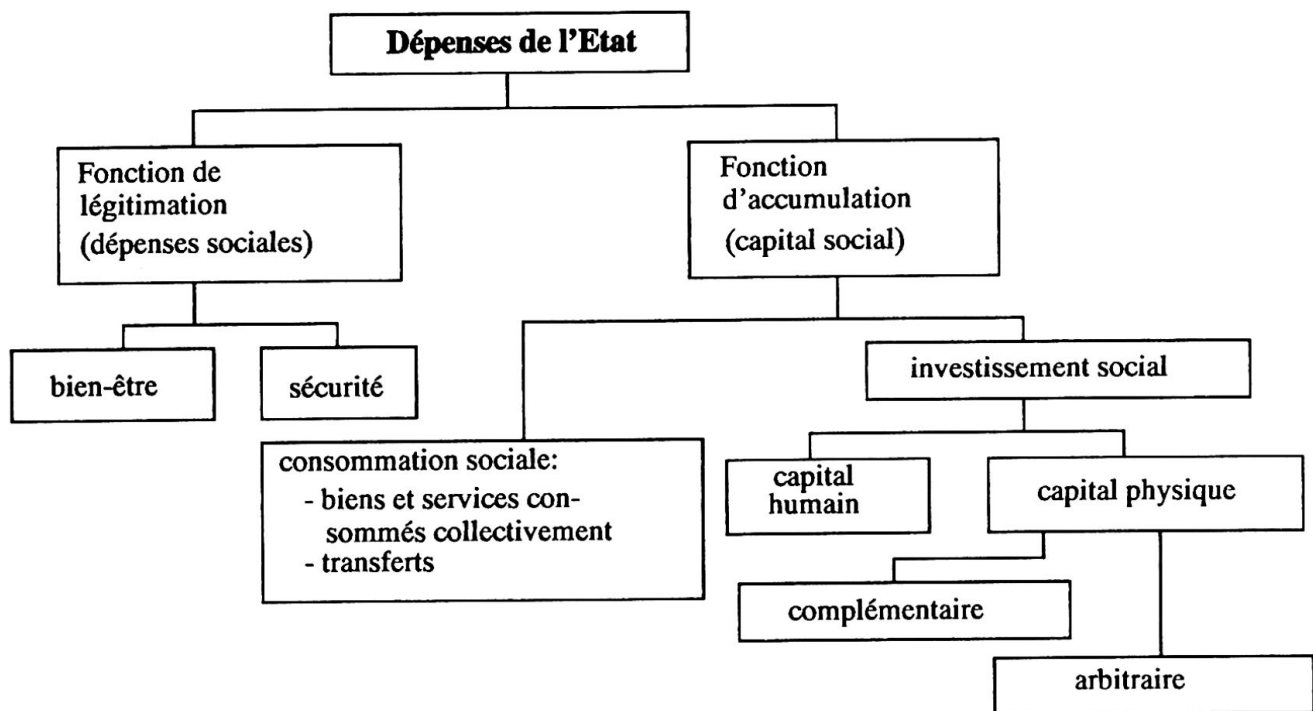 Dépenses de l'Etat
Fonction de
légitimation
(dépenses sociales)
Fonction
d'accumulation
(capital social)
bien-être
sécurité
investissement social
consommation sociale:
- biens et services con-
sommés collectivement
- transferts
capital
humain
capital physique
complémentaire
arbitraire